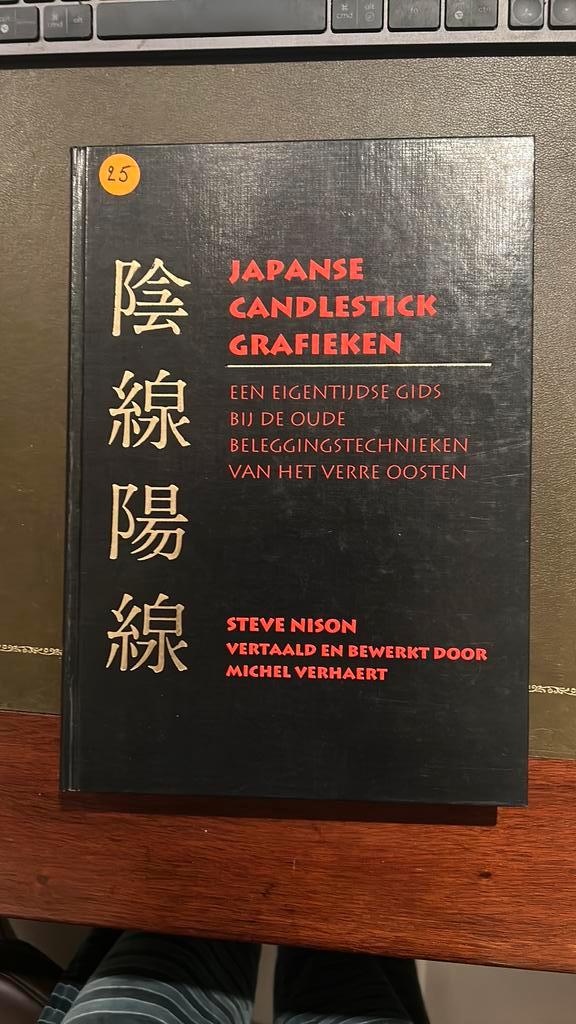 25
陰
線
陽
線
JAPANSE
CANDLESTICK
GRAFIEKEN
EEN EIGENTIJDSE GIDS
BIJ DE OUDE
BELEGGINGSTECHNIEKEN
VAN HET VERRE OOSTEN
STEVE NISON
VERTAALD EN BEWERKT DOOR
MICHEL VERHAERT